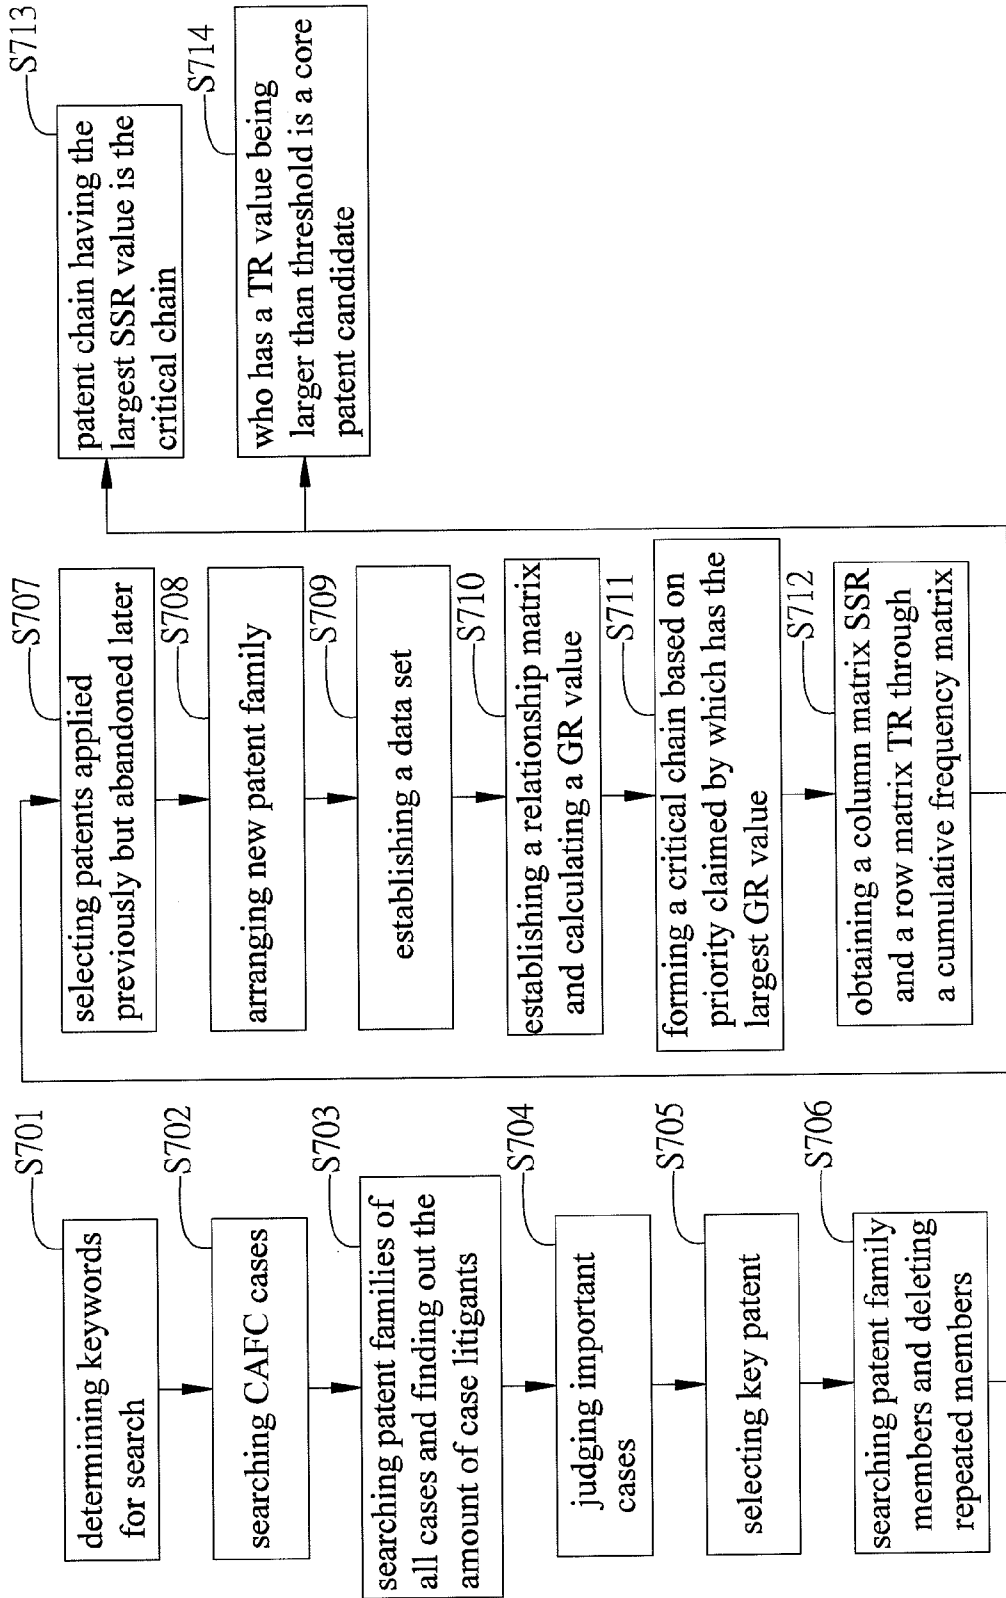 determining keywords
for search
S701
searching CAFC cases
S702
searching patent families of
all cases and finding out the
amount of case litigants
S703
judging important
cases
S704
selecting key patent
S705
searching patent family
members and deleting
repeated members
S706
selecting patents applied
previously but abandoned later
S707
arranging new patent family
S708
establishing a data set
S709
establishing a relationship matrix
and calculating a GR value
S710
forming a critical chain based on
priority claimed by which has the
largest GR value
S711
obtaining a column matrix SSR
and a row matrix TR through
a cumulative frequency matrix
S712
patent chain having the
largest SSR value is the
critical chain
S713
who has a TR value being
larger than threshold is a core
patent candidate
S714